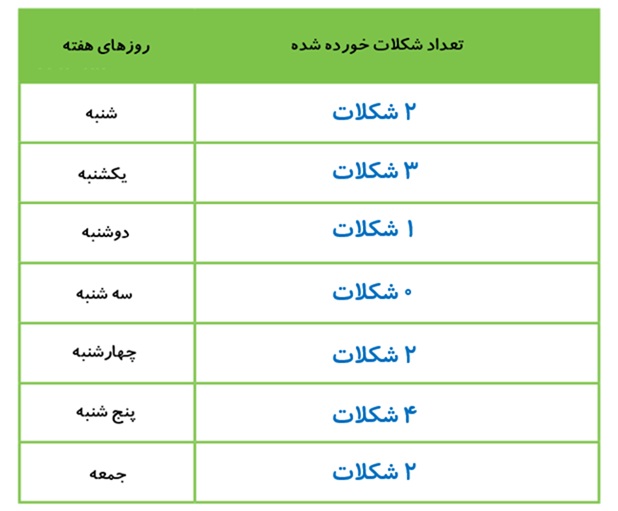 تعداد شکلات خورده شده روزهای هفته
۲ شکلات شنبه
۳ شکلات یکشنبه
۱ شکلات دوشنبه
۰ شکلات سه شنبه
۲ شکلات چهارشنبه
۴ شکلات پنج شنبه
۲ شکلات جمعه